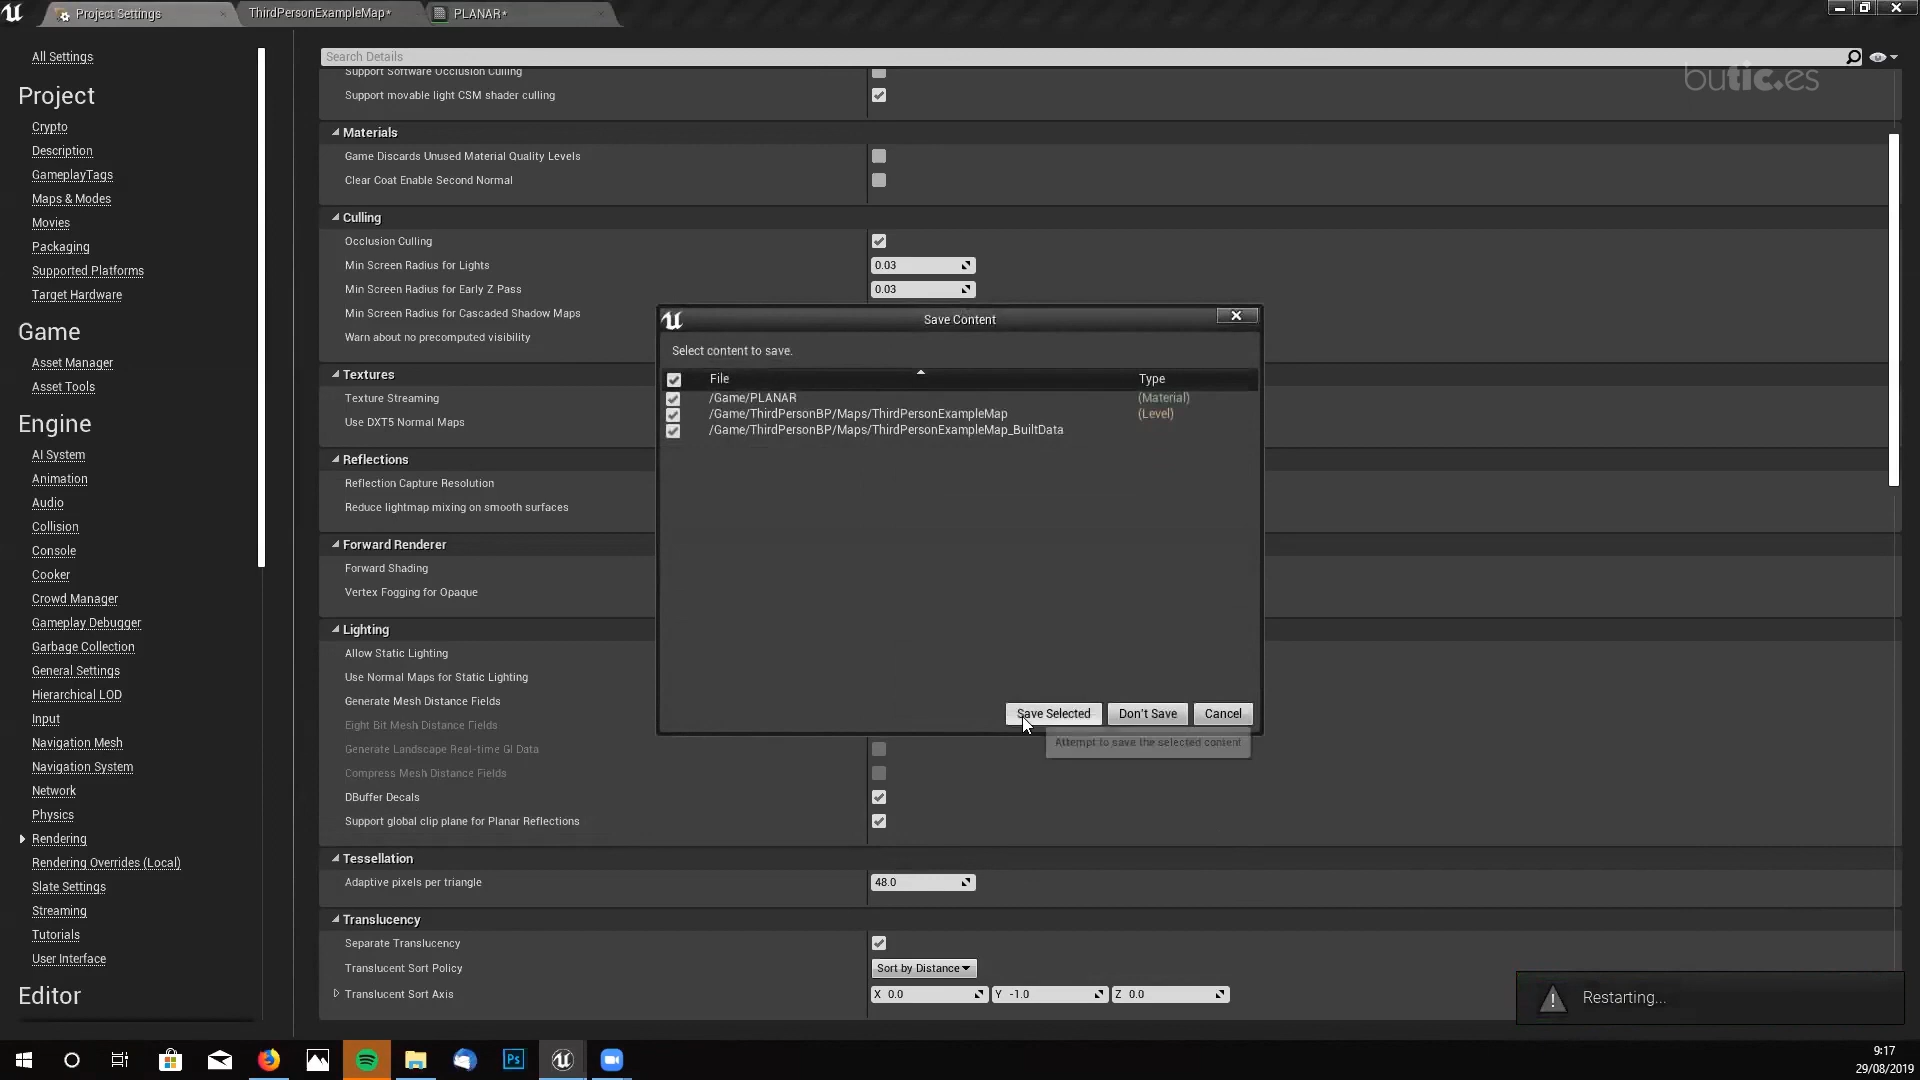 Project Settings
ThirdPersonExampleMap*
PLANAR*
Search Details
butic.es
All Settings
Project
Crypto
Description
GameplayTags
Maps & Modes
Movies
Packaging
Supported Platforms
Target Hardware
Game
Asset Manager
Asset Tools
Engine
AI System
Animation
Audio
Collision
Console
Cooker
Crowd Manager
Gameplay Debugger
Garbage Collection
General Settings
Hierarchical LOD
Input
Navigation Mesh
Navigation System
Network
Physics
Rendering
Rendering Overrides (Local)
Slate Settings
Streaming
Tutorials
User Interface
Editor
Support Software Occlusion Culling
Support movable light CSM shader culling
Materials
Game Discards Unused Material Quality Levels
Clear Coat Enable Second Normal
Culling
Occlusion Culling
Min Screen Radius for Lights 0.03
Min Screen Radius for Early Z Pass 0.03
Min Screen Radius for Cascaded Shadow Maps
Warn about no precomputed visibility
Textures
Texture Streaming
Use DXT5 Normal Maps
Reflections
Reflection Capture Resolution
Reduce lightmap mixing on smooth surfaces
Forward Renderer
Forward Shading
Vertex Fogging for Opaque
Lighting
Allow Static Lighting
Use Normal Maps for Static Lighting
Generate Mesh Distance Fields
Eight Bit Mesh Distance Fields
Generate Landscape Real-time GI Data
Compress Mesh Distance Fields
DBuffer Decals
Support global clip plane for Planar Reflections
Tessellation
Adaptive pixels per triangle 48.0
Translucency
Separate Translucency
Translucent Sort Policy Sort by Distance
Translucent Sort Axis X 0.0 Y -1.0 Z 0.0
Save Content
Select content to save.
File Type
/Game/PLANAR (Material)
/Game/ThirdPersonBP/Maps/ThirdPersonExampleMap (Level)
/Game/ThirdPersonBP/Maps/ThirdPersonExampleMap_BuiltData
Save Selected Don't Save Cancel
Attempt to save the selected content
Restarting...
Ps
9:17
29/08/2019